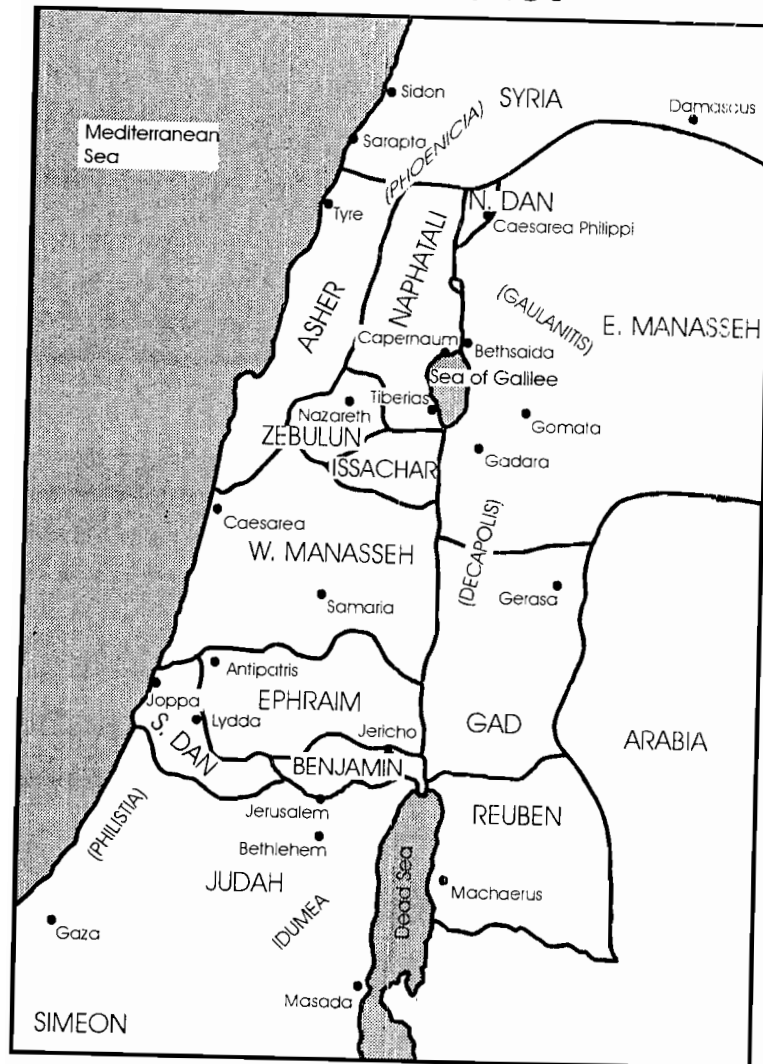 Sidon
SYRIA
Damascus
Mediterranean
Sea
Sarapta
(PHOENICIA)
Tyre
N. DAN
Caesarea Philippi
NAPHATALI
ASHER
(GAULANITIS)
E. MANASSEH
Capernaum
Bethsaida
Sea of Galilee
Tiberias
Nazareth
Gomata
ZEBULUN
Gadara
ISSACHAR
Caesarea
(DECAPOLIS)
W. MANASSEH
Samaria
Gerasa
Antipatris
Joppa
EPHRAIM
Lydda
Jericho
GAD
S. DAN
ARABIA
BENJAMIN
Jerusalem
REUBEN
(PHILISTIA)
Bethlehem
JUDAH
Dead Sea
Machaerus
IDUMEA
Gaza
Masada
SIMEON